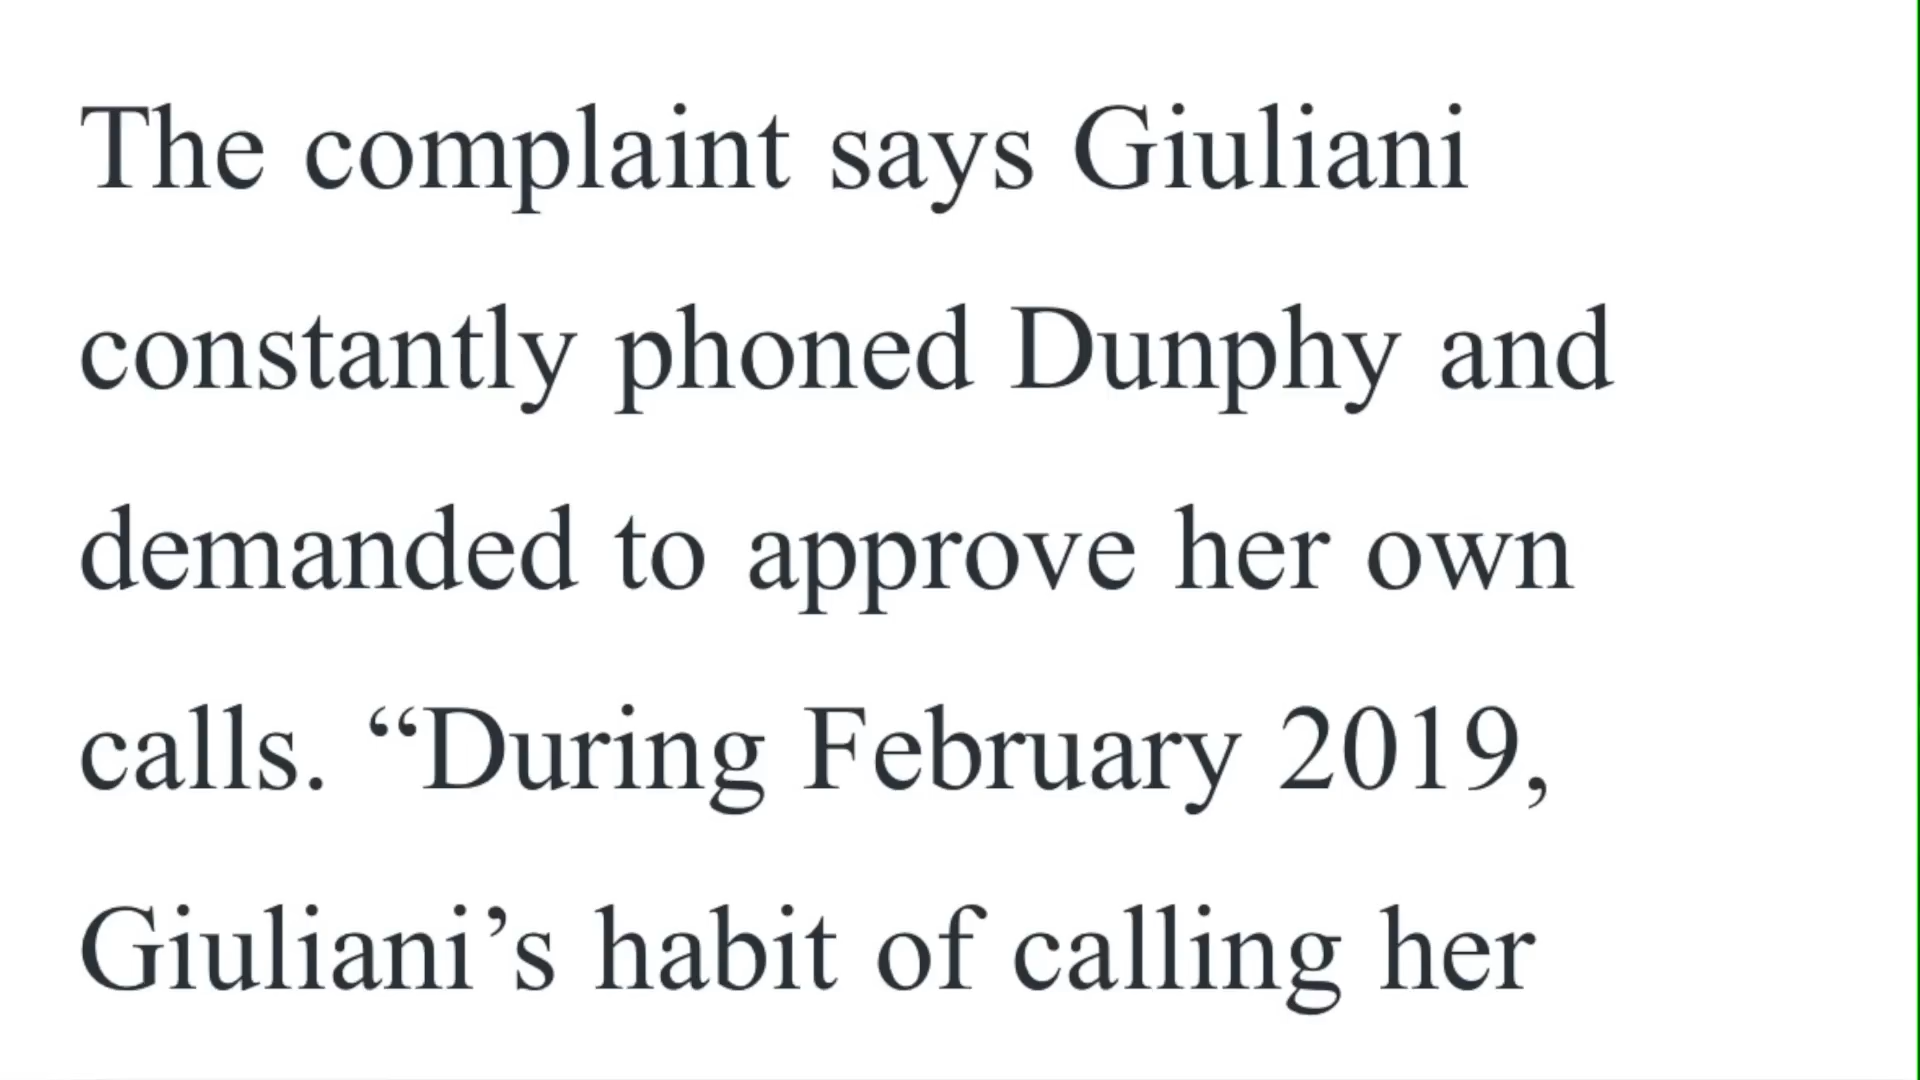 The complaint says Giuliani
constantly phoned Dunphy and
demanded to approve her own
calls. “During February 2019,
Giuliani’s habit of calling her